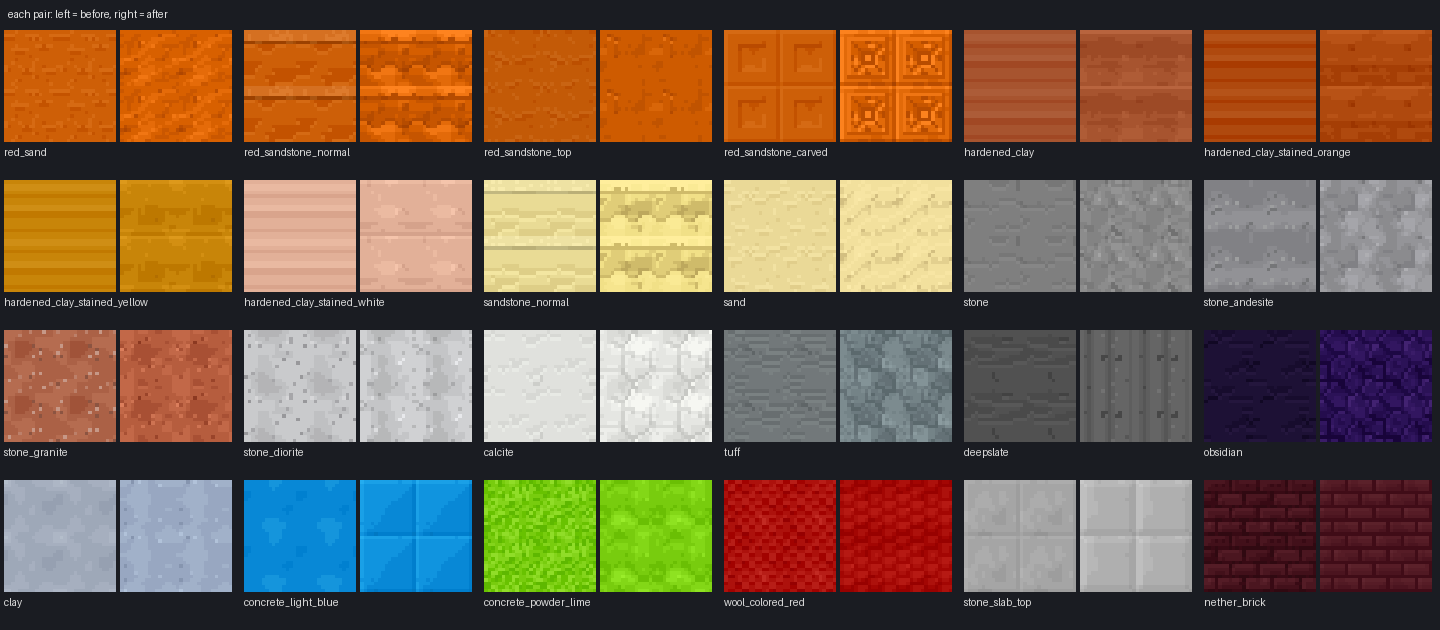 each pair: left = before, right = after
red_sand
red_sandstone_normal
red_sandstone_top
red_sandstone_carved
hardened_clay
hardened_clay_stained_orange
hardened_clay_stained_yellow
hardened_clay_stained_white
sandstone_normal
sand
stone
stone_andesite
stone_granite
stone_diorite
calcite
tuff
deepslate
obsidian
clay
concrete_light_blue
concrete_powder_lime
wool_colored_red
stone_slab_top
nether_brick